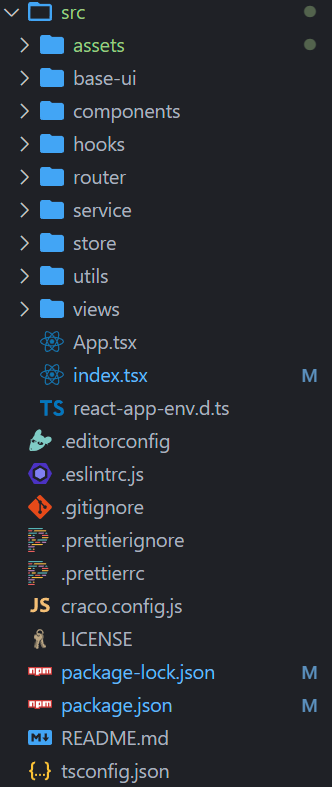 src
assets
base-ui
components
hooks
router
service
store
utils
views
App.tsx
index.tsx M
TS react-app-env.d.ts
.editorconfig
.eslintrc.js
.gitignore
.prettierignore
.prettierrc
JS craco.config.js
LICENSE
npm package-lock.json M
npm package.json M
M README.md
{..} tsconfig.json